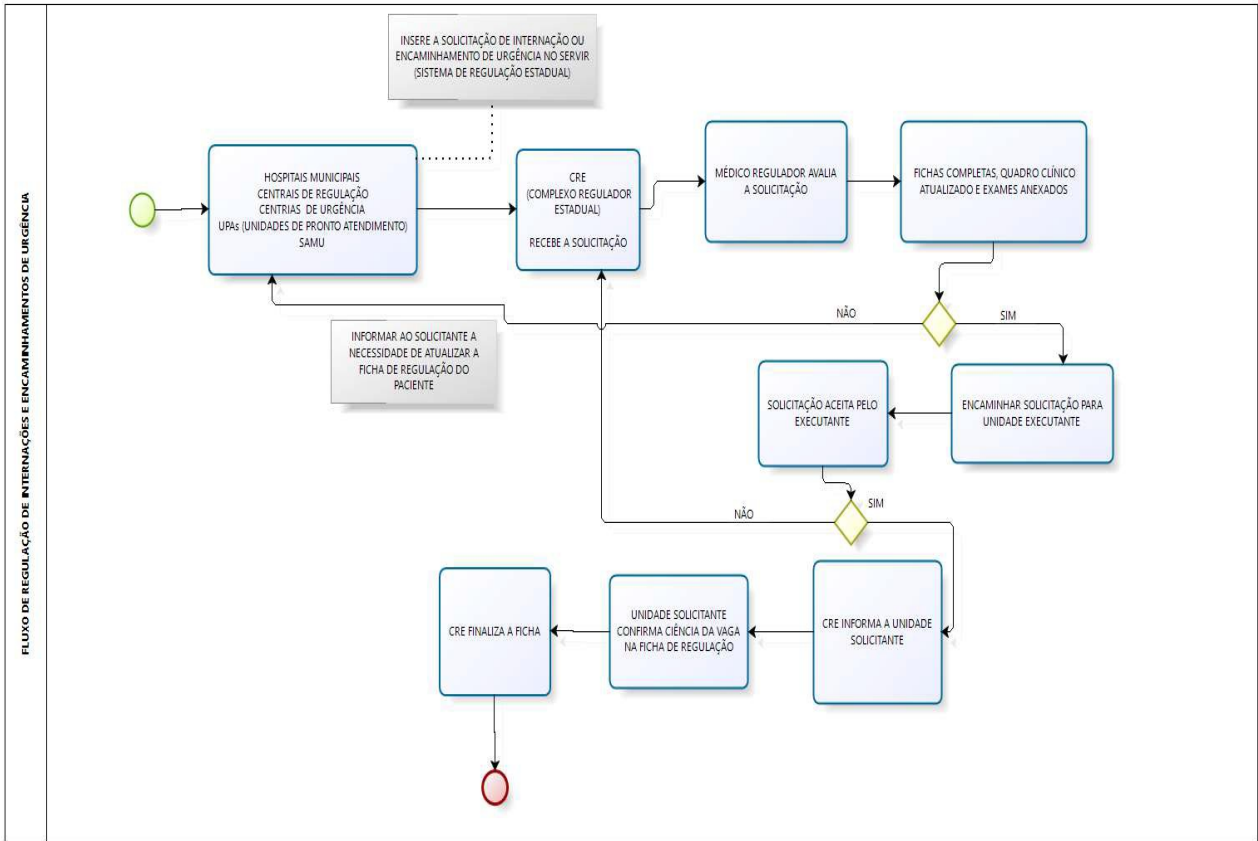 FLUXO DE REGULAÇÃO DE INTERNAÇÕES E ENCAMINHAMENTOS DE URGÊNCIA
INSERE A SOLICITAÇÃO DE INTERNAÇÃO OU
ENCAMINHAMENTO DE URGÊNCIA NO SERVIR
(SISTEMA DE REGULAÇÃO ESTADUAL)
HOSPITAIS MUNICIPAIS
CENTRAIS DE REGULAÇÃO
CENTRIAS DE URGÊNCIA
UPAs (UNIDADES DE PRONTO ATENDIMENTO)
SAMU
CRE
(COMPLEXO REGULADOR
ESTADUAL)
RECEBE A SOLICITAÇÃO
MÉDICO REGULADOR AVALIA
A SOLICITAÇÃO
FICHAS COMPLETAS, QUADRO CLÍNICO
ATUALIZADO E EXAMES ANEXADOS
NÃO
SIM
INFORMAR AO SOLICITANTE A
NECESSIDADE DE ATUALIZAR A
FICHA DE REGULAÇÃO DO
PACIENTE
ENCAMINHAR SOLICITAÇÃO PARA
UNIDADE EXECUTANTE
SOLICITAÇÃO ACEITA PELO
EXECUTANTE
NÃO
SIM
CRE INFORMA A UNIDADE
SOLICITANTE
UNIDADE SOLICITANTE
CONFIRMA CIÊNCIA DA VAGA
NA FICHA DE REGULAÇÃO
CRE FINALIZA A FICHA